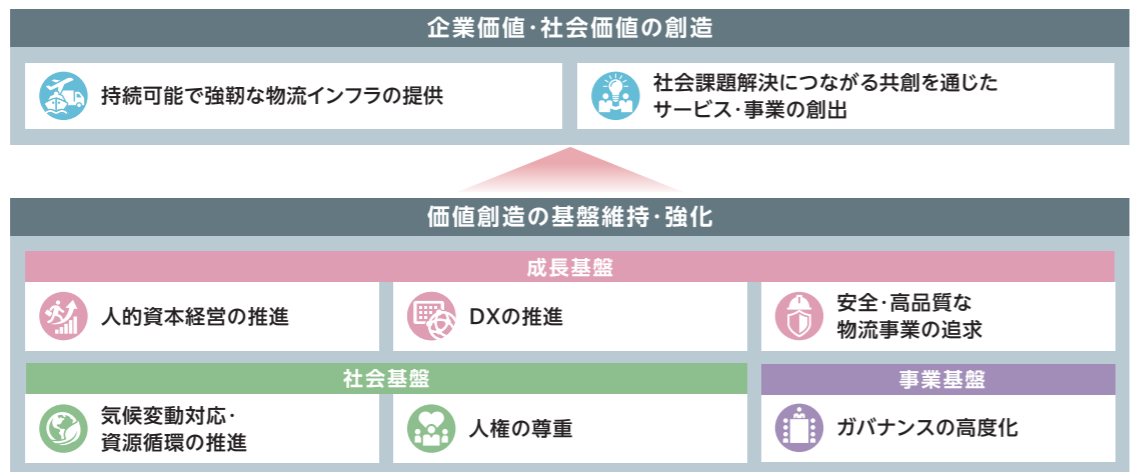 企業価値・社会価値の創造
持続可能で強靭な物流インフラの提供
社会課題解決につながる共創を通じた
サービス・事業の創出
価値創造の基盤維持・強化
成長基盤
人的資本経営の推進
DXの推進
安全・高品質な
物流事業の追求
社会基盤
気候変動対応・
資源循環の推進
人権の尊重
事業基盤
ガバナンスの高度化